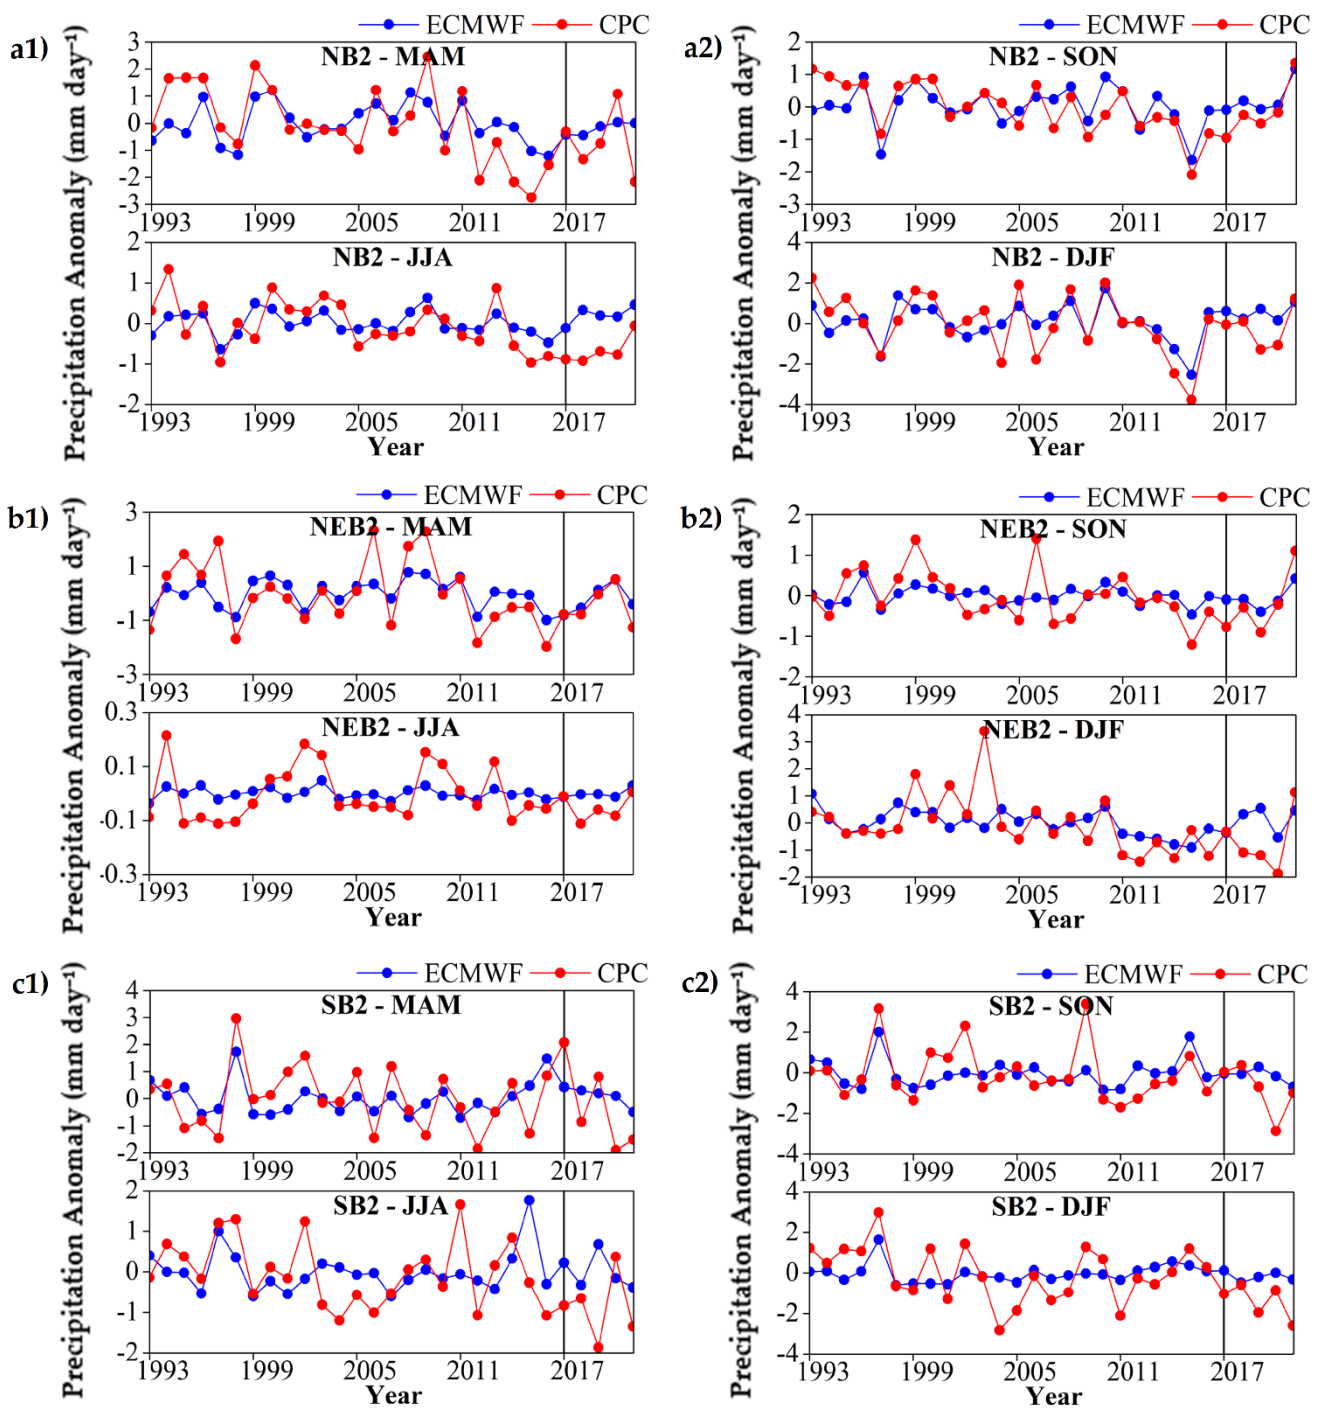 a1)
ECMWF CPC
Precipitation Anomaly (mm day⁻¹)
NB2 - MAM
3
2
1
0
-1
-2
-3
1993 1999 2005 2011 2017
NB2 - JJA
2
1
0
-1
-2
1993 1999 2005 2011 2017
Year
a2)
ECMWF CPC
Precipitation Anomaly (mm day⁻¹)
NB2 - SON
2
1
0
-1
-2
-3
1993 1999 2005 2011 2017
NB2 - DJF
4
2
0
-2
-4
1993 1999 2005 2011 2017
Year
b1)
ECMWF CPC
Precipitation Anomaly (mm day⁻¹)
NEB2 - MAM
3
1
-1
-3
1993 1999 2005 2011 2017
NEB2 - JJA
0.3
0.1
-0.1
-0.3
1993 1999 2005 2011 2017
Year
b2)
ECMWF CPC
Precipitation Anomaly (mm day⁻¹)
NEB2 - SON
2
1
0
-1
-2
1993 1999 2005 2011 2017
NEB2 - DJF
4
3
2
1
0
-1
-2
1993 1999 2005 2011 2017
Year
c1)
ECMWF CPC
Precipitation Anomaly (mm day⁻¹)
SB2 - MAM
4
3
2
1
0
-1
-2
1993 1999 2005 2011 2017
SB2 - JJA
2
1
0
-1
-2
1993 1999 2005 2011 2017
Year
c2)
ECMWF CPC
Precipitation Anomaly (mm day⁻¹)
SB2 - SON
4
2
0
-2
-4
1993 1999 2005 2011 2017
SB2 - DJF
4
2
0
-2
-4
1993 1999 2005 2011 2017
Year